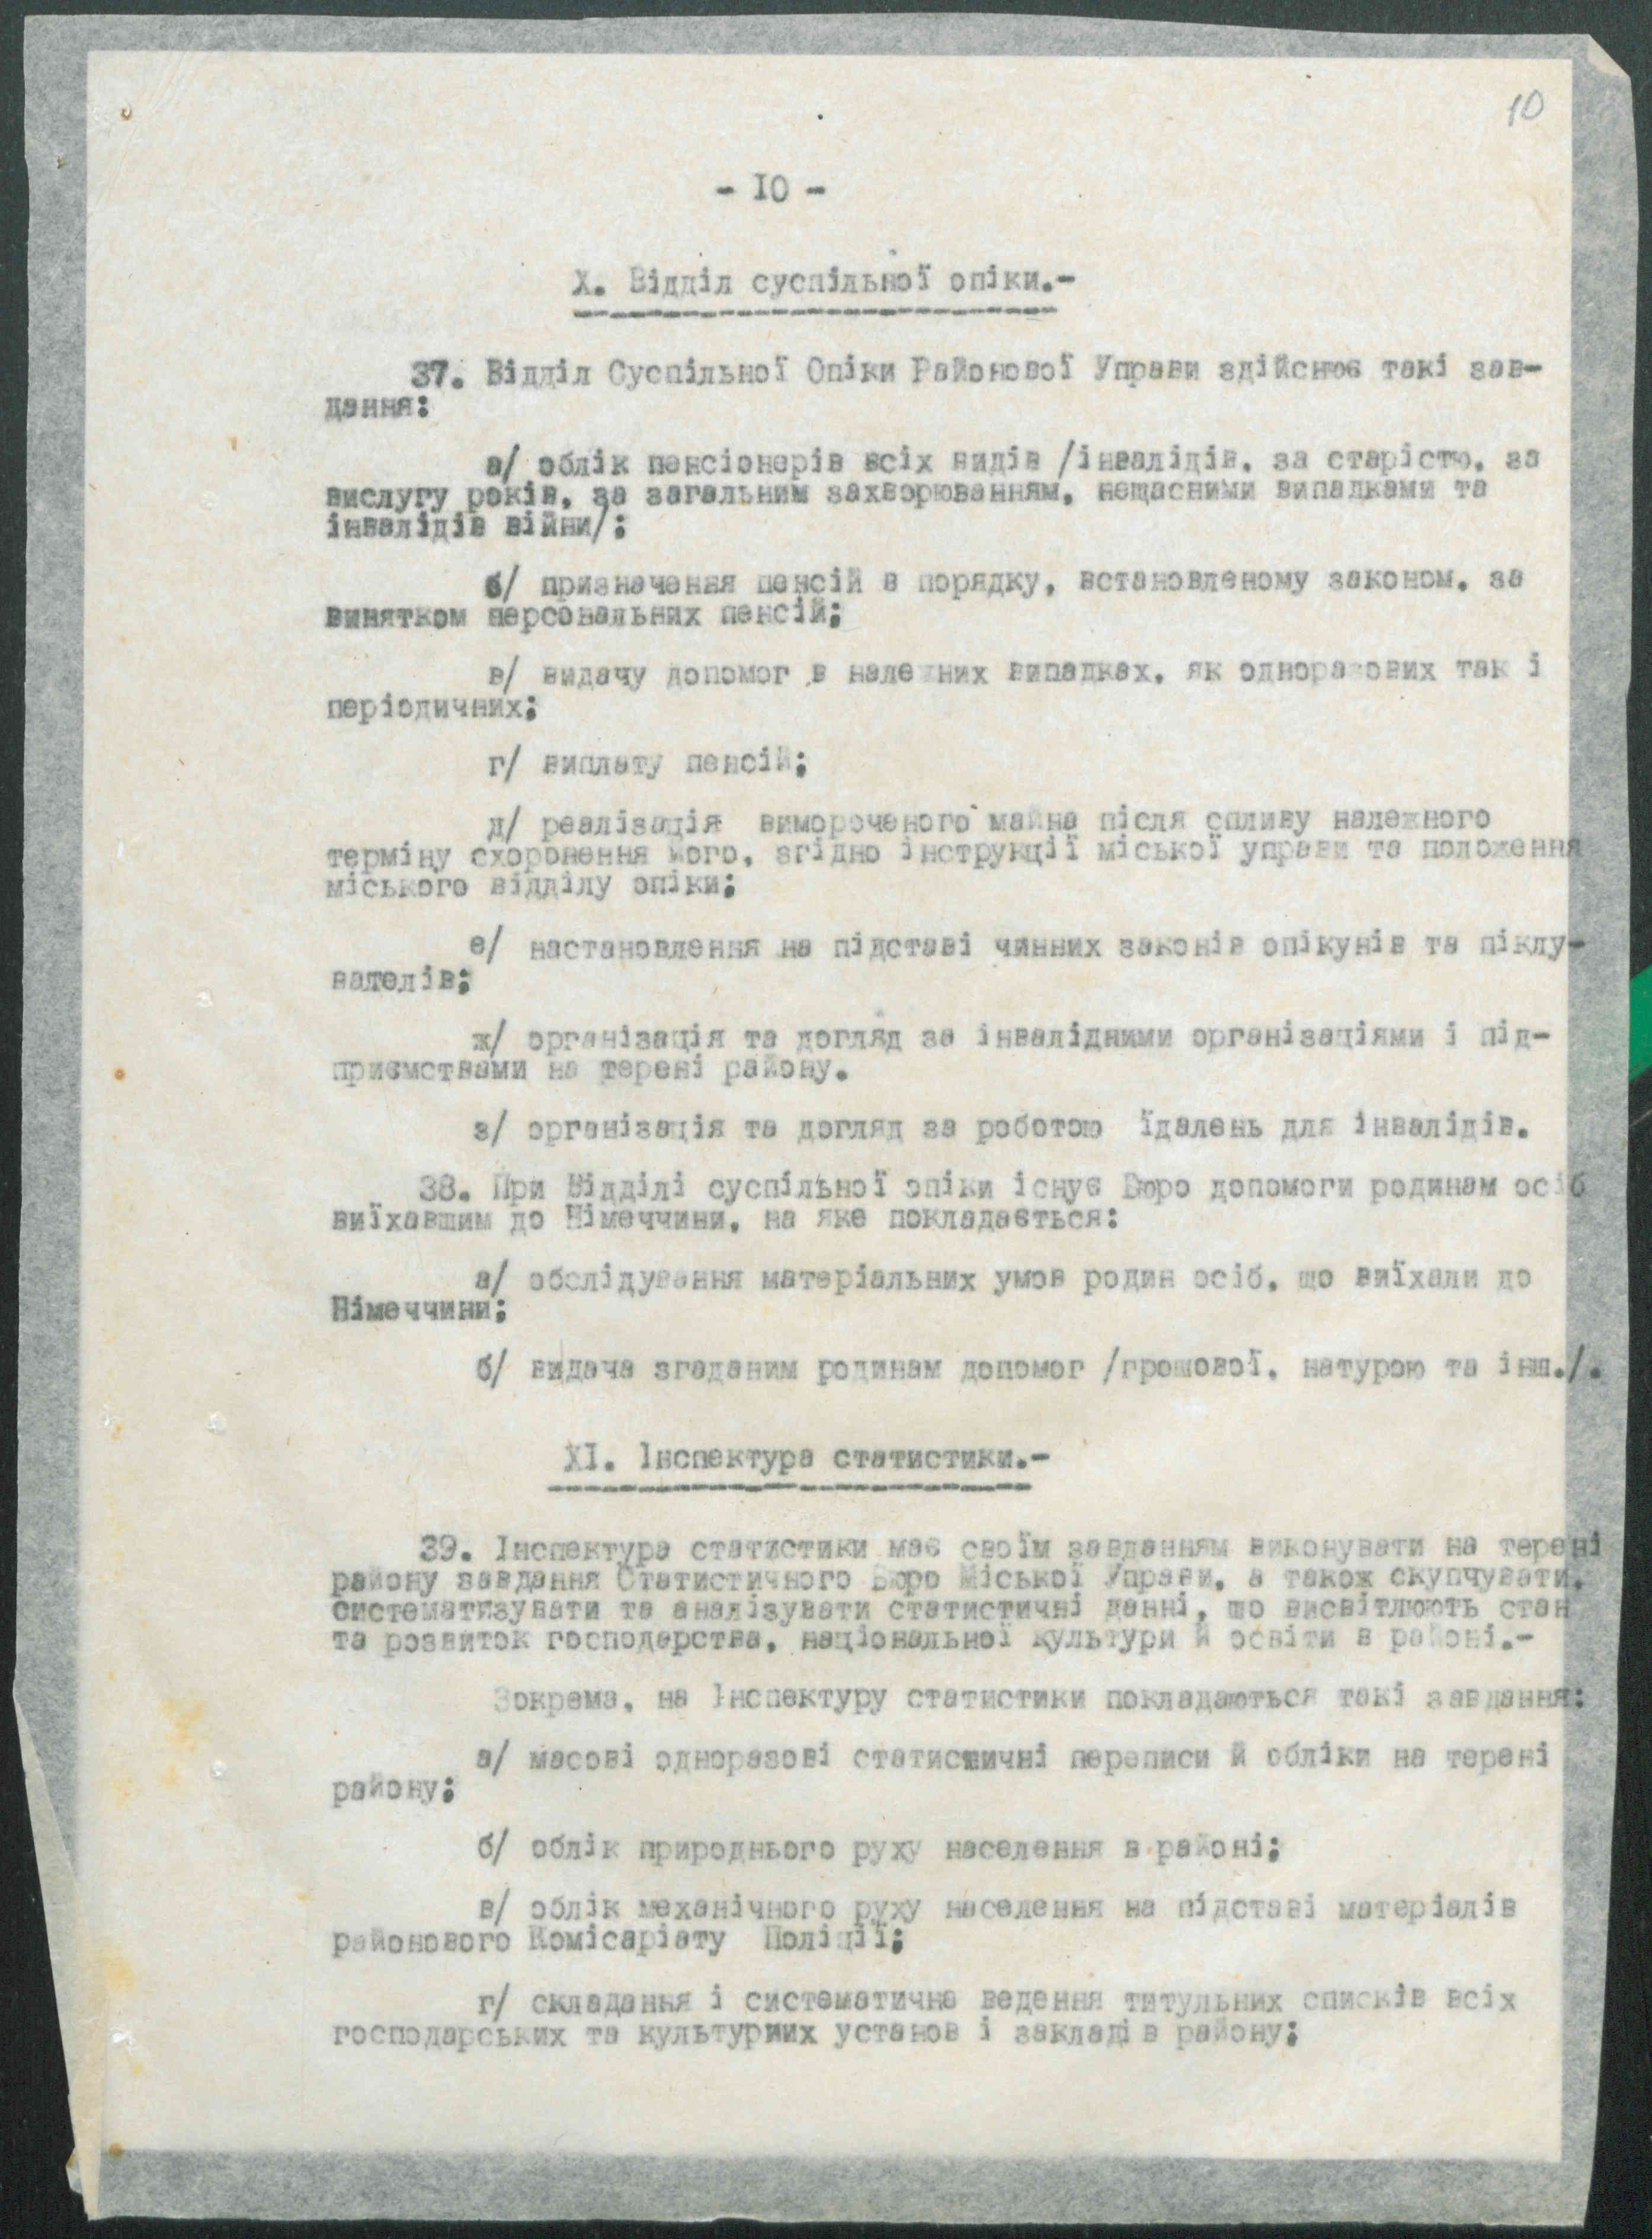 10
- IO -
X. Відділ суспільної опіки.-
37. Відділ Суспільної Опіки Районової Управи здійснює такі зав-
дання:
а/ облік пенсіонерів всіх видів /інвалідів, за старістю, за
вислугу років, за загальним захворюванням, нещасними випадками та
інвалідів війни/;
б/ призначення пенсій в порядку, встановленому законом, за
винятком персональних пенсій;
в/ видачу допомог в належних випадках, як одноразових так і
періодичних;
г/ виплату пенсій;
д/ реалізація вимороченого майна після спливу належного
терміну схоронення його, згідно інструкції міської управи та положення
міського відділу опіки;
е/ настановлення на підставі чинних законів опікунів та піклу-
вателів;
ж/ організація та догляд за інвалідними організаціями і під-
приємствами на терені району.
з/ організація та догляд за роботою їдалень для інвалідів.
38. При Відділі суспільної опіки існує Бюро допомоги родинам осіб
виїхавшим до Німеччини, на яке покладається:
а/ обслідування матеріальних умов родин осіб, що виїхали до
Німеччини;
б/ видача згаданим родинам допомог /грошової, натурою та інш./.
XI. Інспектура статистики.-
39. Інспектура статистики має своїм завданням виконувати на терені
району завдання Статистичного Бюро Міської Управи, а також скупчувати,
систематизувати та аналізувати статистичні данні, що висвітлюють стан
та розвиток господарства, національної культури й освіти в районі.-
Зокрема, на Інспектуру статистики покладаються такі завдання:
а/ масові одноразові статистичні переписи й обліки на терені
району;
б/ облік природнього руху населення в районі;
в/ облік механічного руху населення на підставі матеріалів
районового Комісаріату Поліції;
г/ складання і систематичне ведення титульних списків всіх
господарських та культурних установ і закладів району;